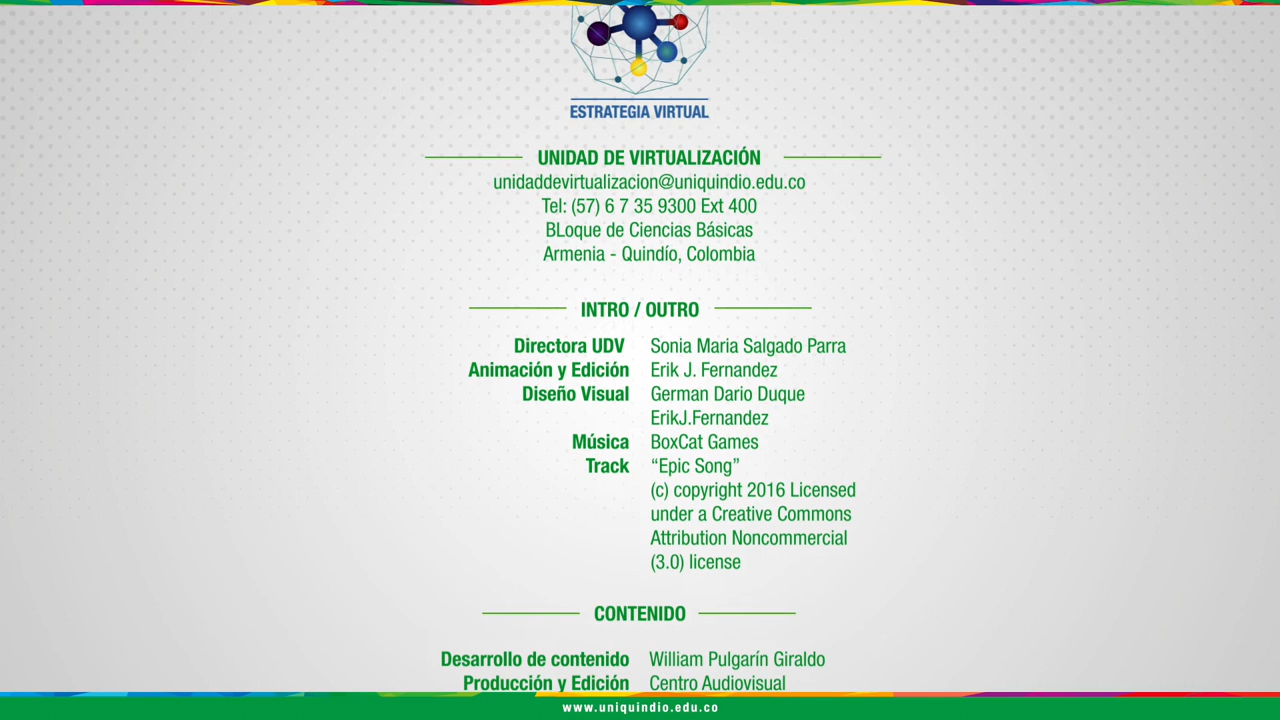 ESTRATEGIA VIRTUAL
UNIDAD DE VIRTUALIZACIÓN
unidaddevirtualizacion@uniquindio.edu.co
Tel: (57) 6 7 35 9300 Ext 400
BLoque de Ciencias Básicas
Armenia - Quindío, Colombia
INTRO / OUTRO
Directora UDV Sonia Maria Salgado Parra
Animación y Edición Erik J. Fernandez
Diseño Visual German Dario Duque
ErikJ.Fernandez
Música BoxCat Games
Track “Epic Song”
(c) copyright 2016 Licensed
under a Creative Commons
Attribution Noncommercial
(3.0) license
CONTENIDO
Desarrollo de contenido William Pulgarín Giraldo
Producción y Edición Centro Audiovisual
www.uniquindio.edu.co